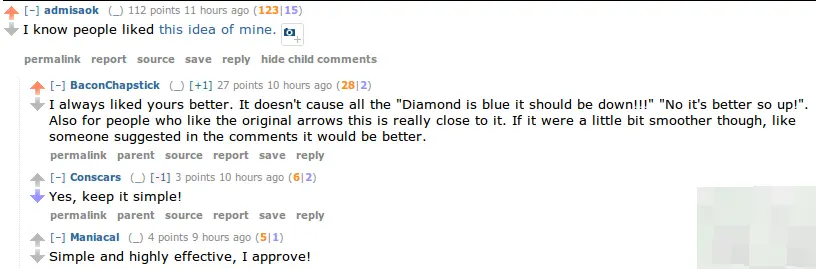 [–] admisaok (_) 112 points 11 hours ago (123|15)
I know people liked this idea of mine.
permalink report source save reply hide child comments
[–] BaconChapstick (_) [+1] 27 points 10 hours ago (28|2)
I always liked yours better. It doesn't cause all the "Diamond is blue it should be down!!!" "No it's better so up!".
Also for people who like the original arrows this is really close to it. If it were a little bit smoother though, like
someone suggested in the comments it would be better.
permalink parent source report save reply
[–] Conscars (_) [-1] 3 points 10 hours ago (6|2)
Yes, keep it simple!
permalink parent source report save reply
[–] Maniacal (_) 4 points 9 hours ago (5|1)
Simple and highly effective, I approve!